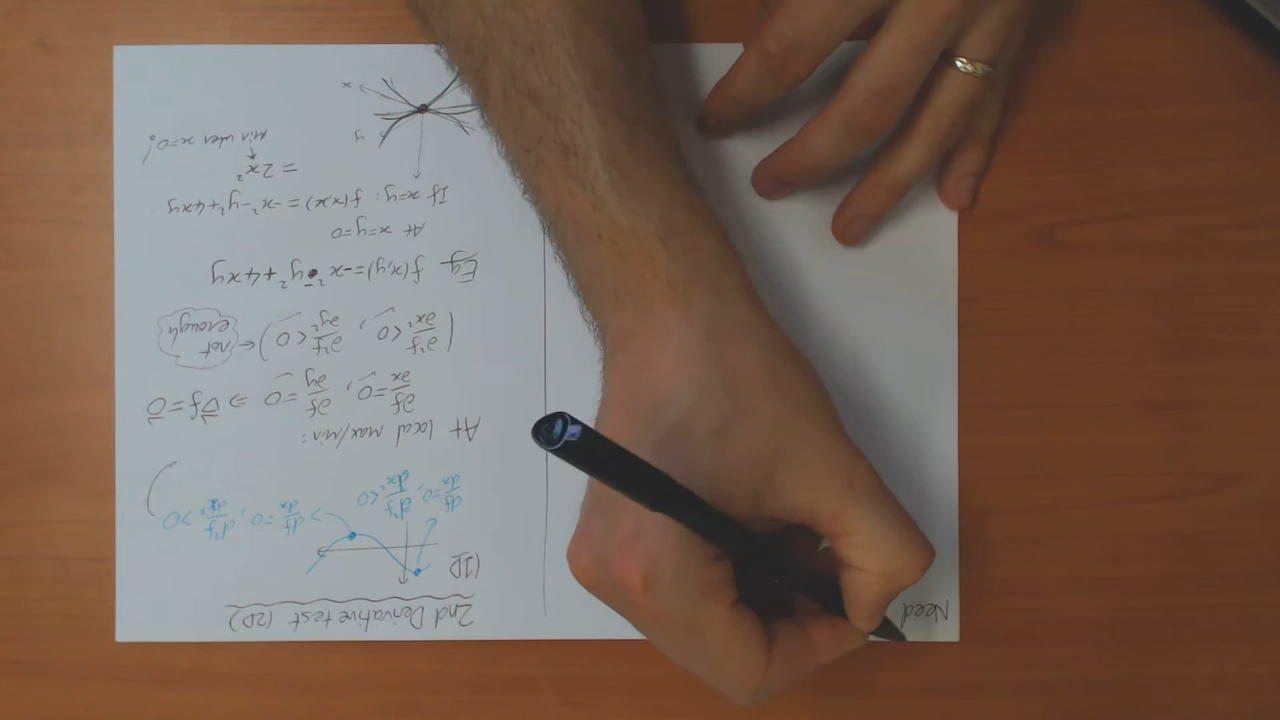 2nd Derivative test (2D)
(1D
df/dx=0, d²f/dx²<0
> df/dx=0, d²f/dx²>0
At local max/min:
∂f/∂x=0, ∂f/∂y=0 ⇒ ∇f=0
(∂²f/∂x²<0, ∂²f/∂y²<0) ← not enough
Eg f(x,y)=-x²-y²+4xy
At x=y=0
If x=y: f(x,x)=-x²-y²+4xy
=2x²
Min when x=0!
y
x
Need